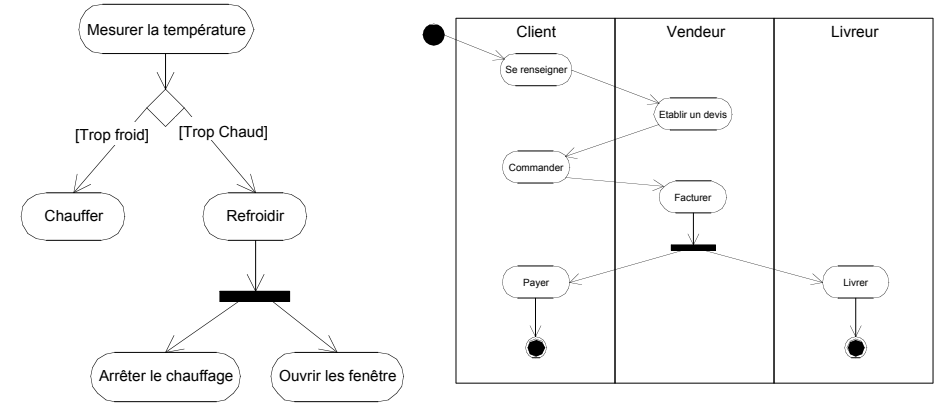 Mesurer la température
[Trop froid]
[Trop Chaud]
Chauffer
Refroidir
Arrêter le chauffage
Ouvrir les fenêtre
Client
Vendeur
Livreur
Se renseigner
Etablir un devis
Commander
Facturer
Payer
Livrer